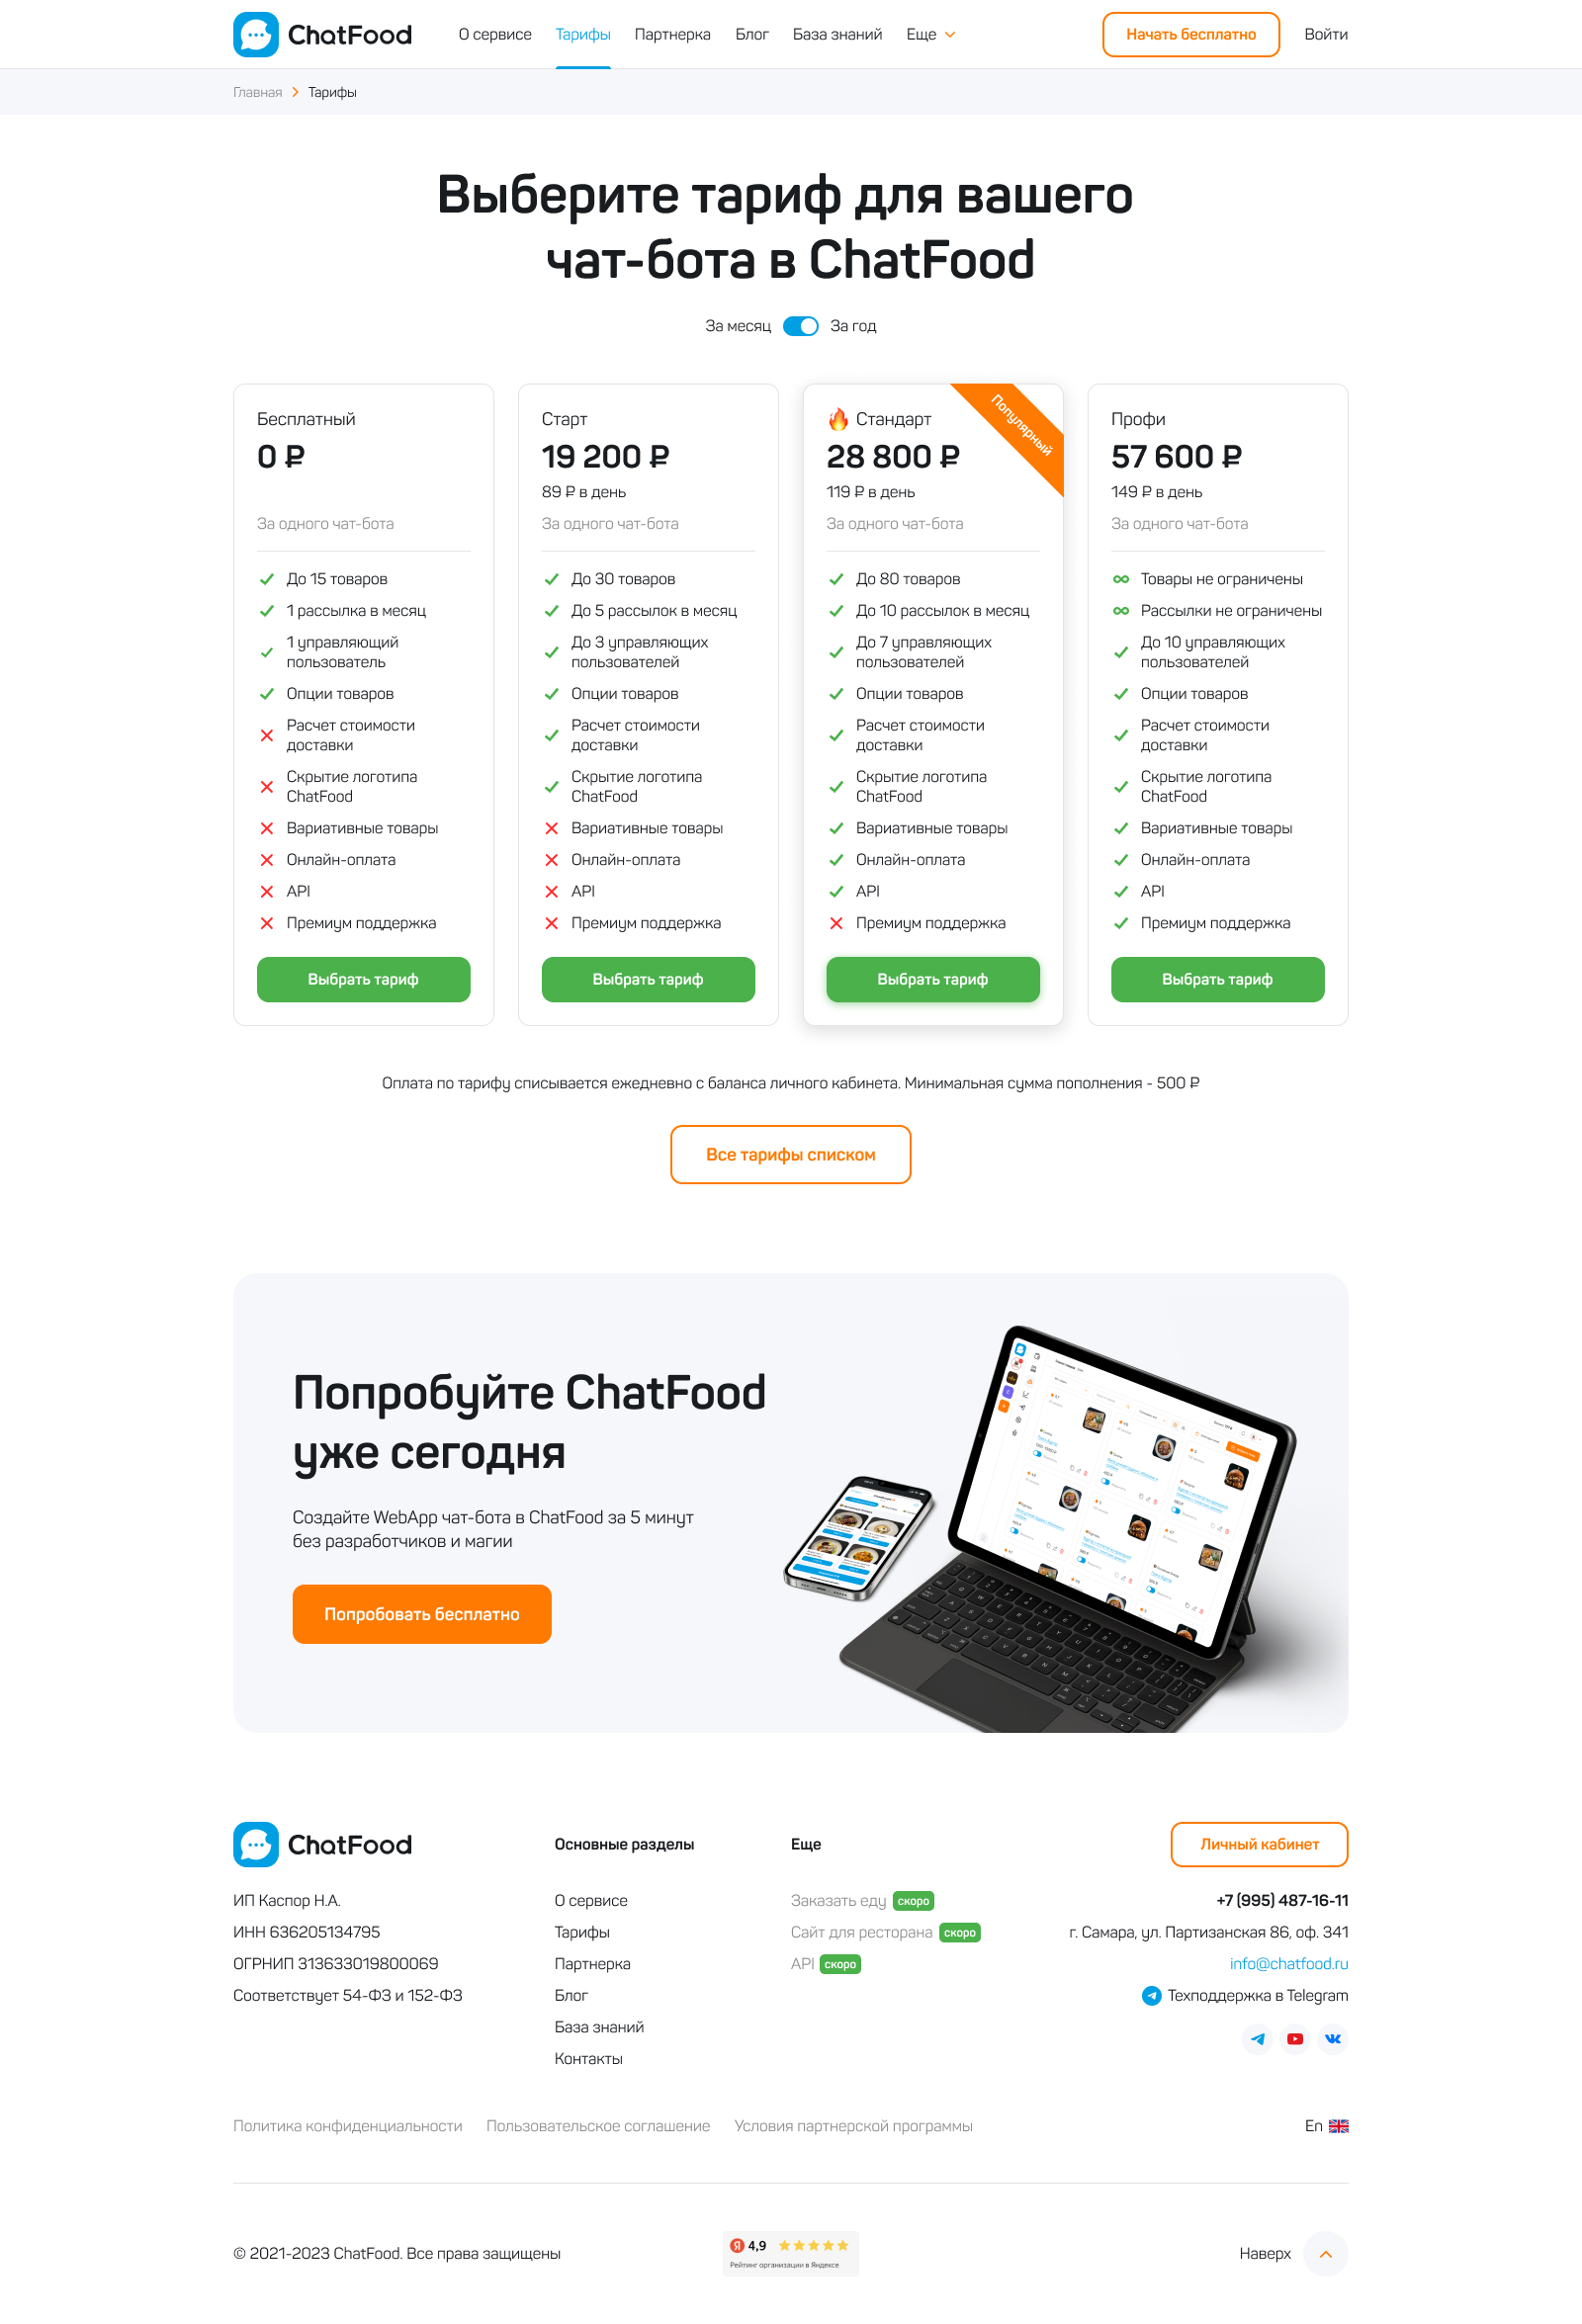 ChatFood
О сервисе
Тарифы
Партнерка
Блог
База знаний
Еще
Начать бесплатно
Войти
Главная
Тарифы
Выберите тариф для вашего
чат-бота в ChatFood
За месяц
За год
Бесплатный
0 ₽
За одного чат-бота
До 15 товаров
1 рассылка в месяц
1 управляющий
пользователь
Опции товаров
Расчет стоимости
доставки
Скрытие логотипа
ChatFood
Вариативные товары
Онлайн-оплата
API
Премиум поддержка
Выбрать тариф
Старт
19 200 ₽
89 ₽ в день
За одного чат-бота
До 30 товаров
До 5 рассылок в месяц
До 3 управляющих
пользователей
Опции товаров
Расчет стоимости
доставки
Скрытие логотипа
ChatFood
Вариативные товары
Онлайн-оплата
API
Премиум поддержка
Выбрать тариф
Стандарт
Популярный
28 800 ₽
119 ₽ в день
За одного чат-бота
До 80 товаров
До 10 рассылок в месяц
До 7 управляющих
пользователей
Опции товаров
Расчет стоимости
доставки
Скрытие логотипа
ChatFood
Вариативные товары
Онлайн-оплата
API
Премиум поддержка
Выбрать тариф
Профи
57 600 ₽
149 ₽ в день
За одного чат-бота
Товары не ограничены
Рассылки не ограничены
До 10 управляющих
пользователей
Опции товаров
Расчет стоимости
доставки
Скрытие логотипа
ChatFood
Вариативные товары
Онлайн-оплата
API
Премиум поддержка
Выбрать тариф
Оплата по тарифу списывается ежедневно с баланса личного кабинета. Минимальная сумма пополнения - 500 ₽
Все тарифы списком
Попробуйте ChatFood
уже сегодня
Создайте WebApp чат-бота в ChatFood за 5 минут
без разработчиков и магии
Попробовать бесплатно
ChatFood
ИП Каспор Н.А.
ИНН 636205134795
ОГРНИП 313633019800069
Соответствует 54-ФЗ и 152-ФЗ
Основные разделы
О сервисе
Тарифы
Партнерка
Блог
База знаний
Контакты
Еще
Заказать еду скоро
Сайт для ресторана скоро
API скоро
Личный кабинет
+7 (995) 487-16-11
г. Самара, ул. Партизанская 86, оф. 341
info@chatfood.ru
Техподдержка в Telegram
Политика конфиденциальности
Пользовательское соглашение
Условия партнерской программы
En
© 2021-2023 ChatFood. Все права защищены
Я 4,9
Рейтинг организации в Яндексе
Наверх